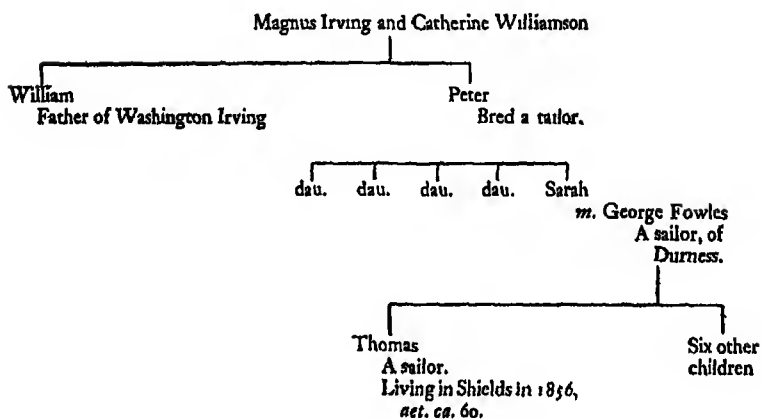 Magnus Irving and Catherine Williamson
William Peter
Father of Washington Irving Bred a tailor.
dau. dau. dau. dau. Sarah
m. George Fowles
A sailor, of
Durness.
Thomas Six other
A sailor. children
Living in Shields in 1856,
aet. ca. 60.